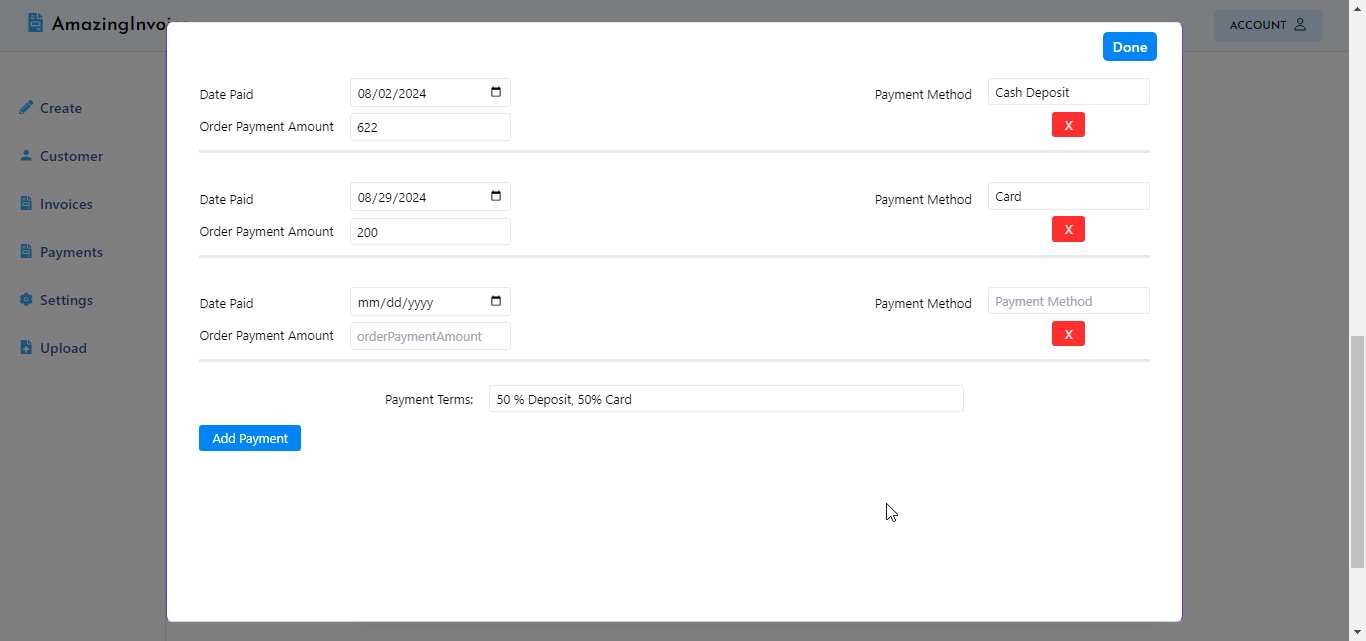 AmazingInvoi
ACCOUNT
Done
Create
Customer
Invoices
Payments
Settings
Upload
Date Paid 08/02/2024 Payment Method Cash Deposit
Order Payment Amount 622 X
Date Paid 08/29/2024 Payment Method Card
Order Payment Amount 200 X
Date Paid mm/dd/yyyy Payment Method Payment Method
Order Payment Amount orderPaymentAmount X
Payment Terms: 50 % Deposit, 50% Card
Add Payment